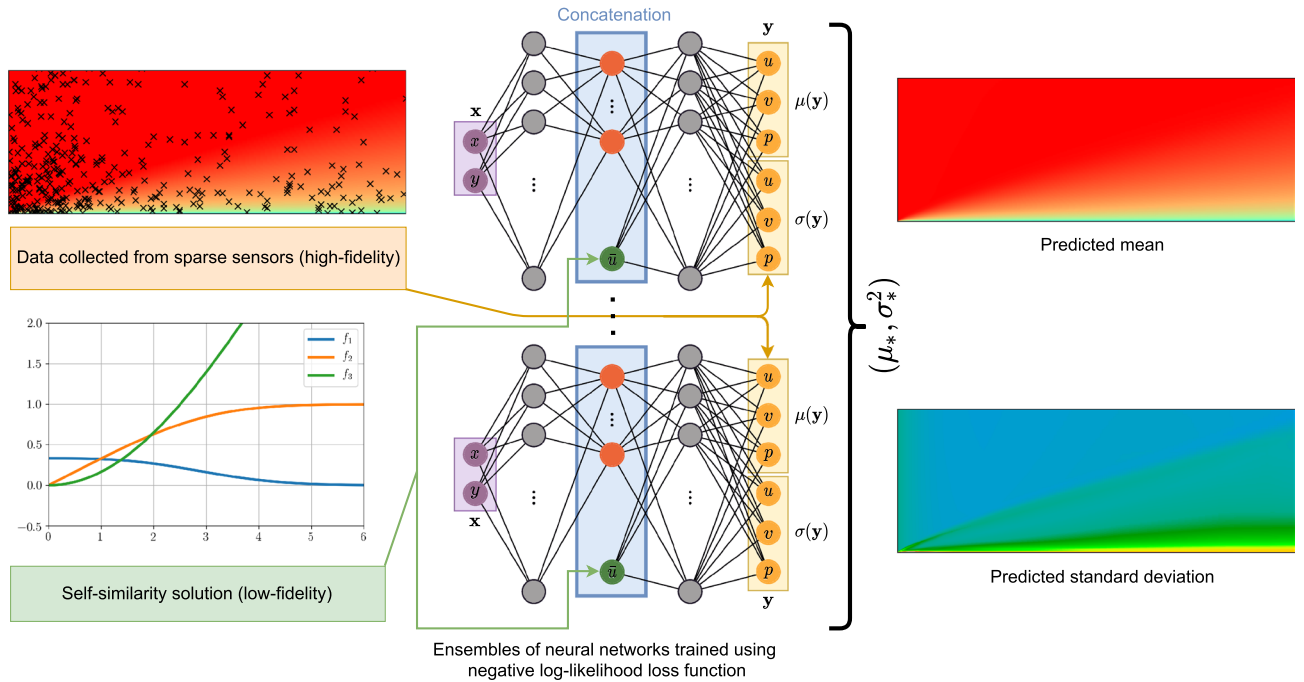 Concatenation
y
x
x
y
⋮
⋮
ū
u
v
p
u
v
p
μ(y)
σ(y)
Data collected from sparse sensors (high-fidelity)
2.0
1.5
1.0
0.5
0.0
−0.5
0
1
2
3
4
5
6
f₁
f₂
f₃
Self-similarity solution (low-fidelity)
x
y
x
ū
u
v
p
u
v
p
μ(y)
σ(y)
y
Ensembles of neural networks trained using
negative log-likelihood loss function
(μ₊, σ²₊)
Predicted mean
Predicted standard deviation